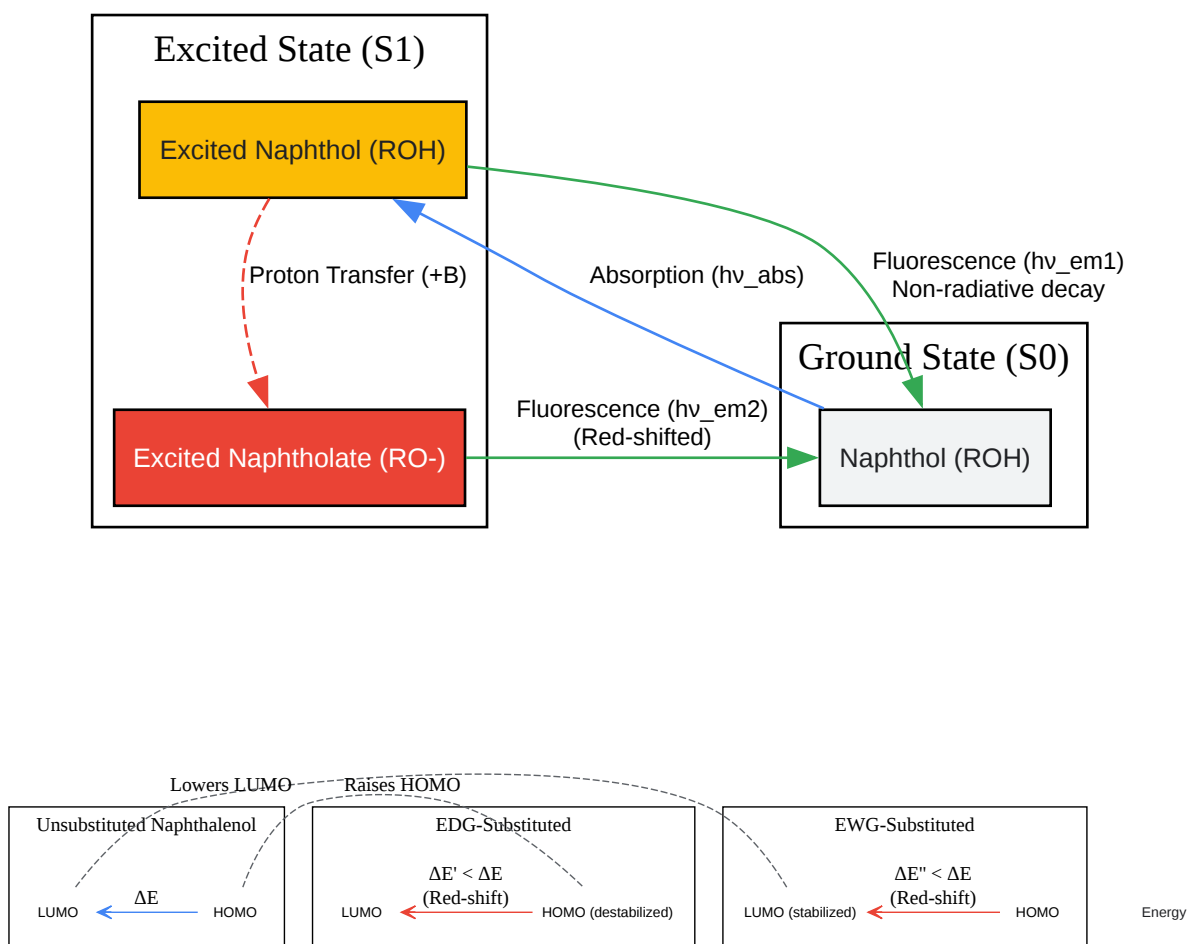 Excited State (S1)
Excited Naphthol (ROH)
Proton Transfer (+B)
Absorption (hν_abs)
Fluorescence (hν_em1)
Non-radiative decay
Ground State (S0)
Excited Naphtholate (RO-)
Fluorescence (hν_em2)
(Red-shifted)
Naphthol (ROH)
Lowers LUMO
Raises HOMO
Unsubstituted Naphthalenol
LUMO
ΔE
HOMO
EDG-Substituted
ΔE' < ΔE
(Red-shift)
LUMO
HOMO (destabilized)
EWG-Substituted
ΔE'' < ΔE
(Red-shift)
LUMO (stabilized)
HOMO
Energy